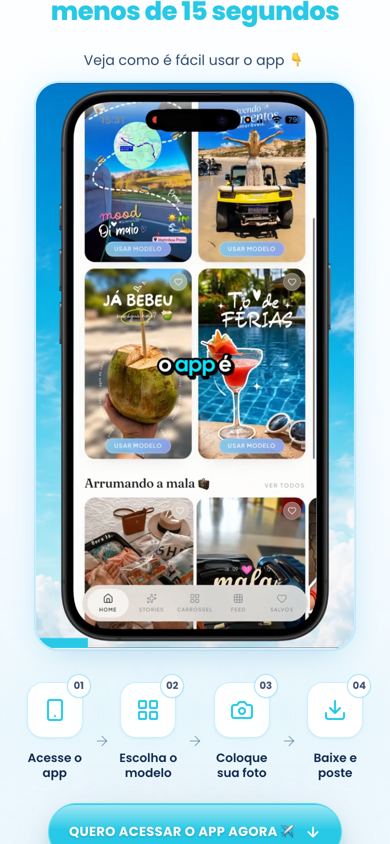 menos de 15 segundos
Veja como é fácil usar o app 👇
mood
Oi maio
USAR MODELO
USAR MODELO
JÁ BEBEU
Tô de
FÉRIAS
o app é
USAR MODELO
USAR MODELO
Arrumando a mala
VER TODOS
mala
HOME
STORIES
CARROSSEL
FEED
SALVOS
01
02
03
04
Acesse o
app
Escolha o
modelo
Coloque
sua foto
Baixe e
poste
QUERO ACESSAR O APP AGORA ✈️ ↓